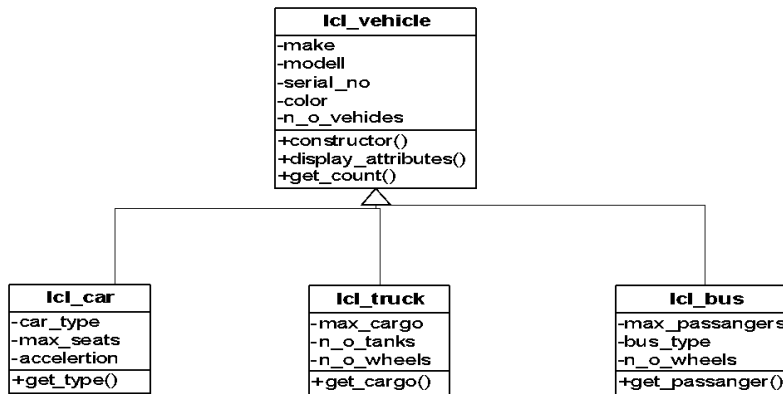 lcl_vehicle
-make
-modell
-serial_no
-color
-n_o_vehides
+constructor()
+display_attributes()
+get_count()
lcl_car
-car_type
-max_seats
-accelertion
+get_type()
lcl_truck
-max_cargo
-n_o_tanks
-n_o_wheels
+get_cargo()
lcl_bus
-max_passangers
-bus_type
-n_o_wheels
+get_passanger()